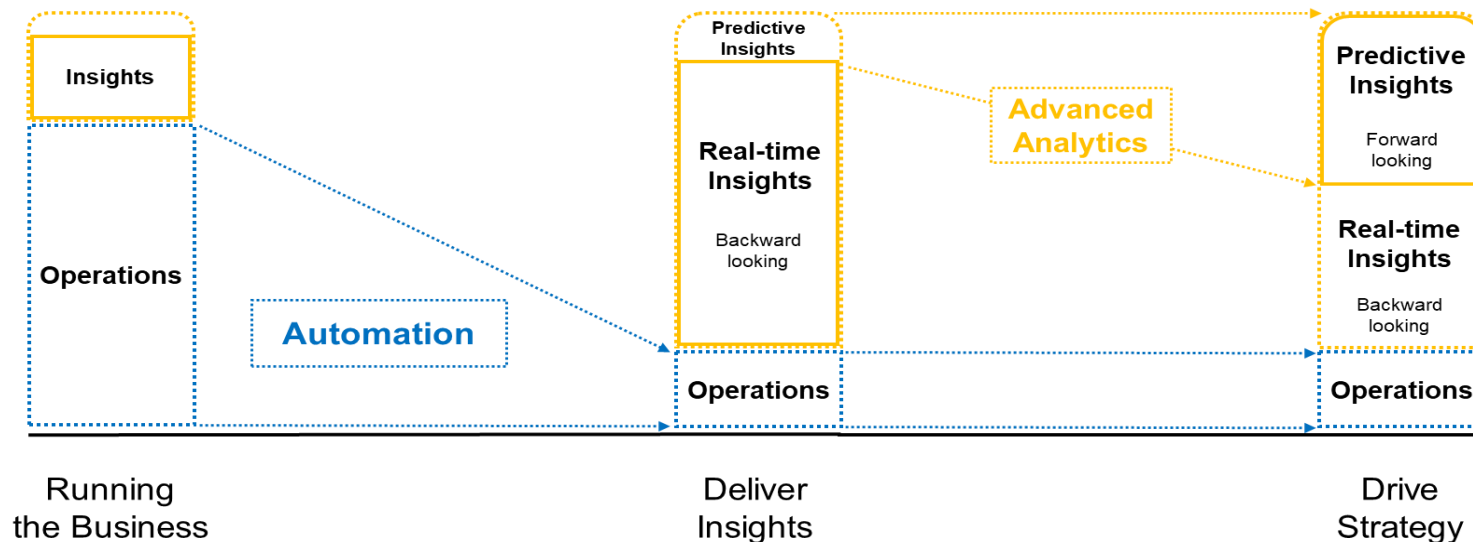 Insights
Operations
Automation
Predictive
Insights
Real-time
Insights
Backward
looking
Operations
Advanced
Analytics
Predictive
Insights
Forward
looking
Real-time
Insights
Backward
looking
Operations
Running
the Business
Deliver
Insights
Drive
Strategy